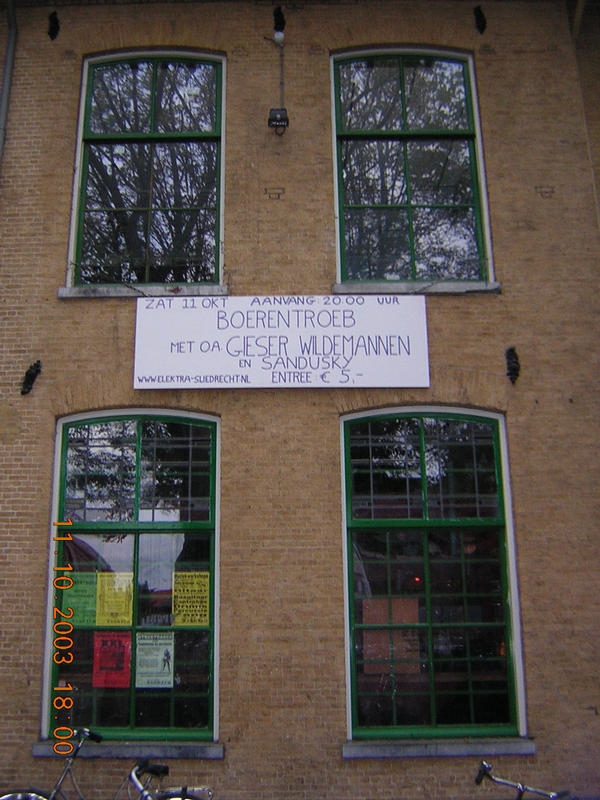 ZAT 11 OKT AANVANG 20.00 UUR
BOERENTROEB
MET O.A. GIESER WILDEMANNEN
EN SANDUSKY
WWW.ELEKTRA-SLIEDRECHT.NL ENTREE € 5,-
11.10.2003 18:00